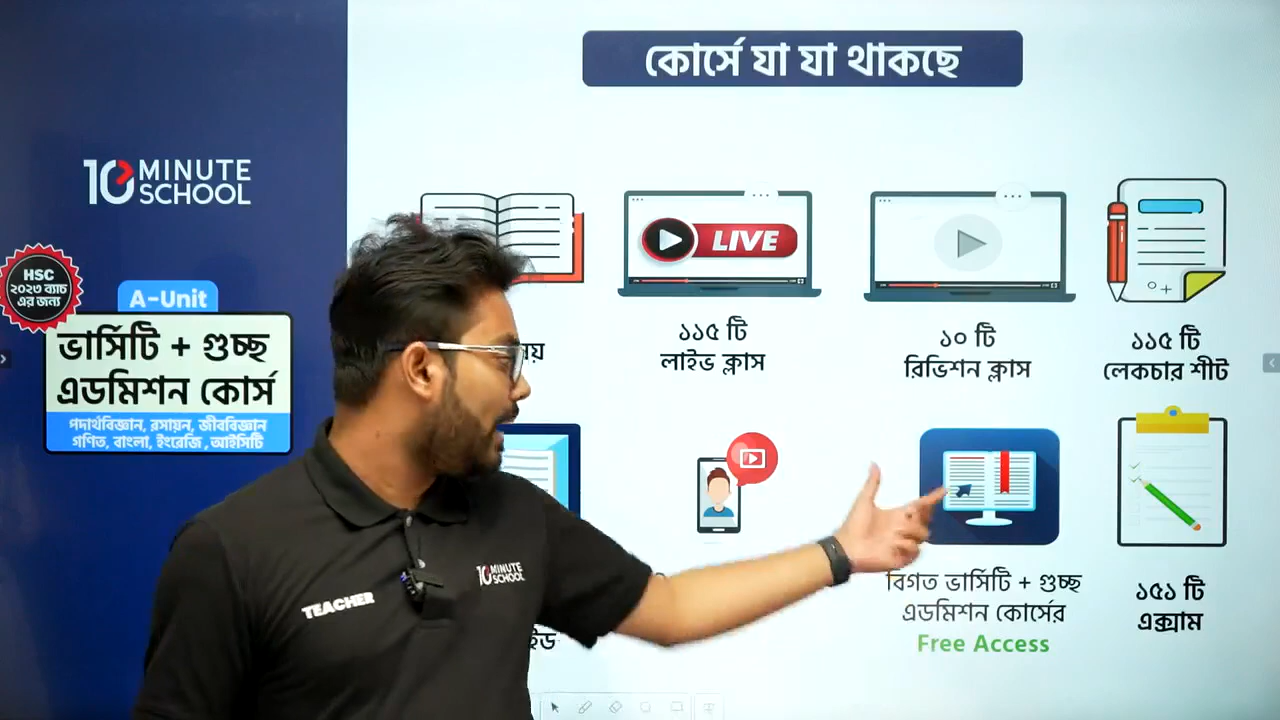 কোর্সে যা যা থাকছে
10 MINUTE
SCHOOL
HSC
২০২৩ ব্যাচ
এর জন্য
A-Unit
ভার্সিটি + গুচ্ছ
এডমিশন কোর্স
পদার্থবিজ্ঞান, রসায়ন, জীববিজ্ঞান
গণিত, বাংলা, ইংরেজি, আইসিটি
LIVE
১১৫ টি
লাইভ ক্লাস
১০ টি
রিভিশন ক্লাস
১১৫ টি
লেকচার শীট
বিগত ভার্সিটি + গুচ্ছ
এডমিশন কোর্সের
Free Access
১৫১ টি
এক্সাম
TEACHER
10 MINUTE
SCHOOL